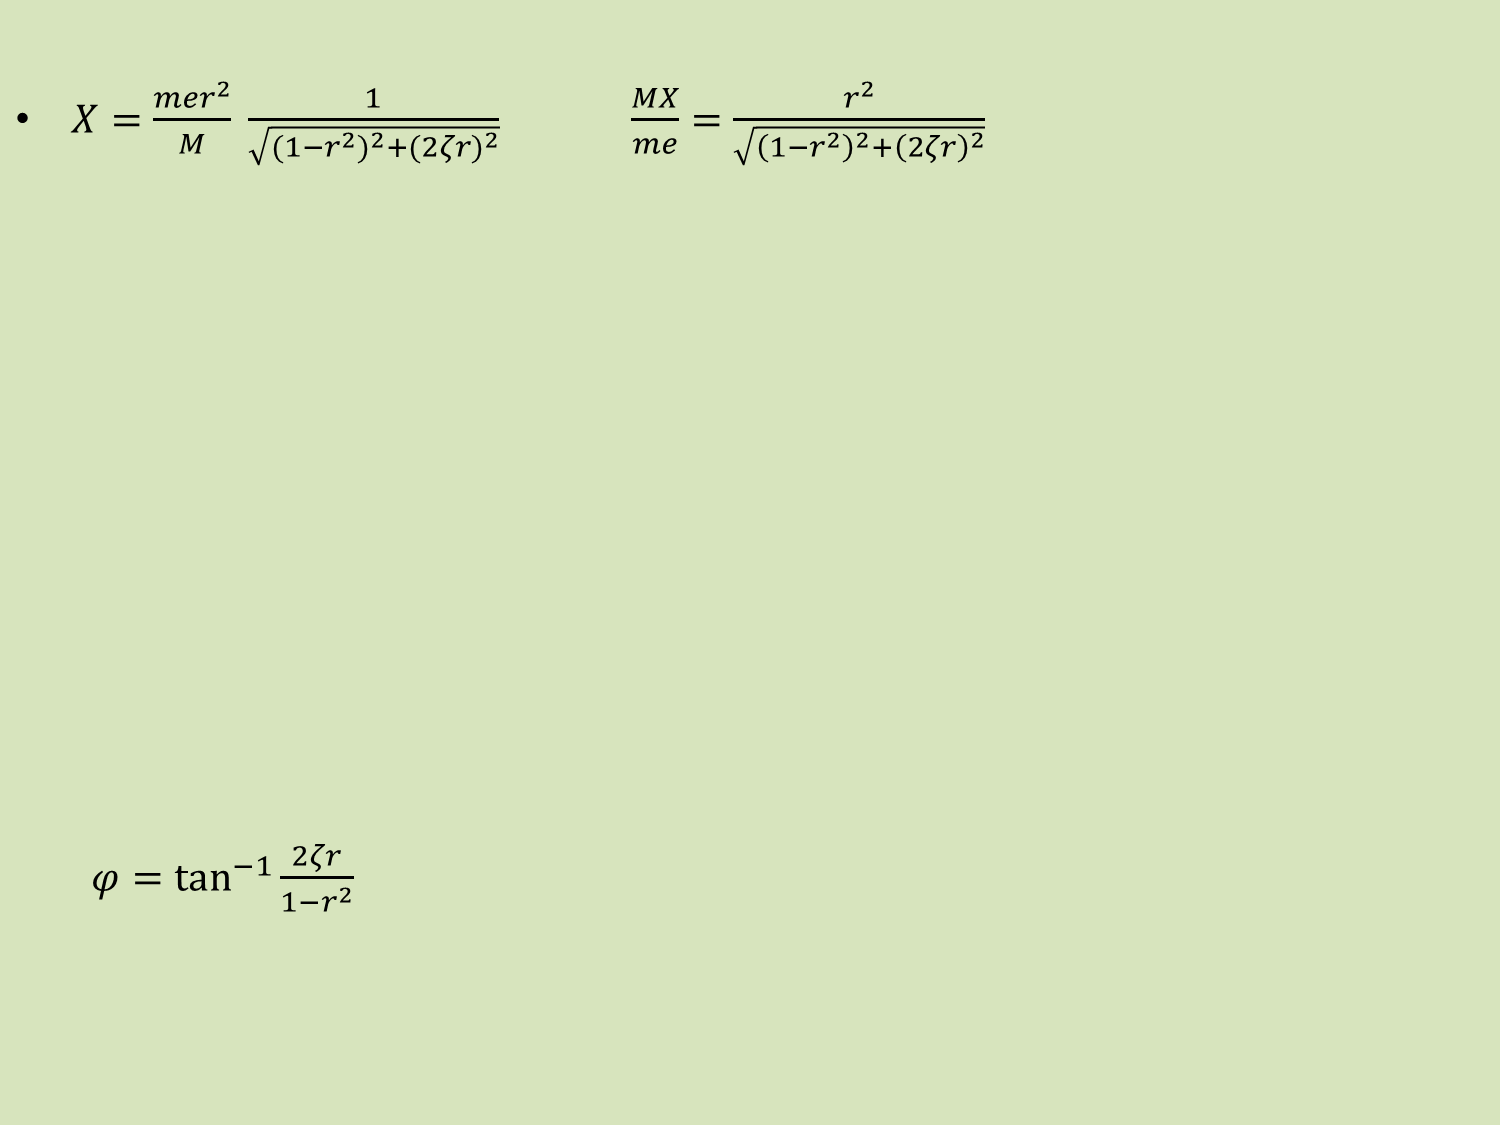 • X = mer²/M 1/√((1−r²)²+(2ζr)²) MX/me = r²/√((1−r²)²+(2ζr)²)
φ = tan⁻¹ 2ζr/(1−r²)